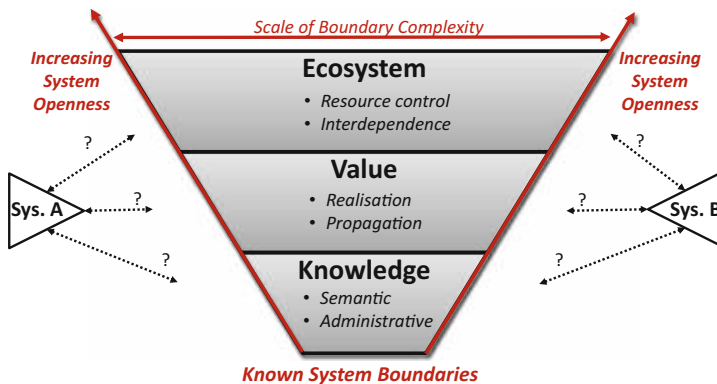 Scale of Boundary Complexity
Increasing
System
Openness
Increasing
System
Openness
Ecosystem
• Resource control
• Interdependence
?
?
Value
• Realisation
• Propagation
Sys. A
?
?
Sys. B
?
?
Knowledge
• Semantic
• Administrative
Known System Boundaries